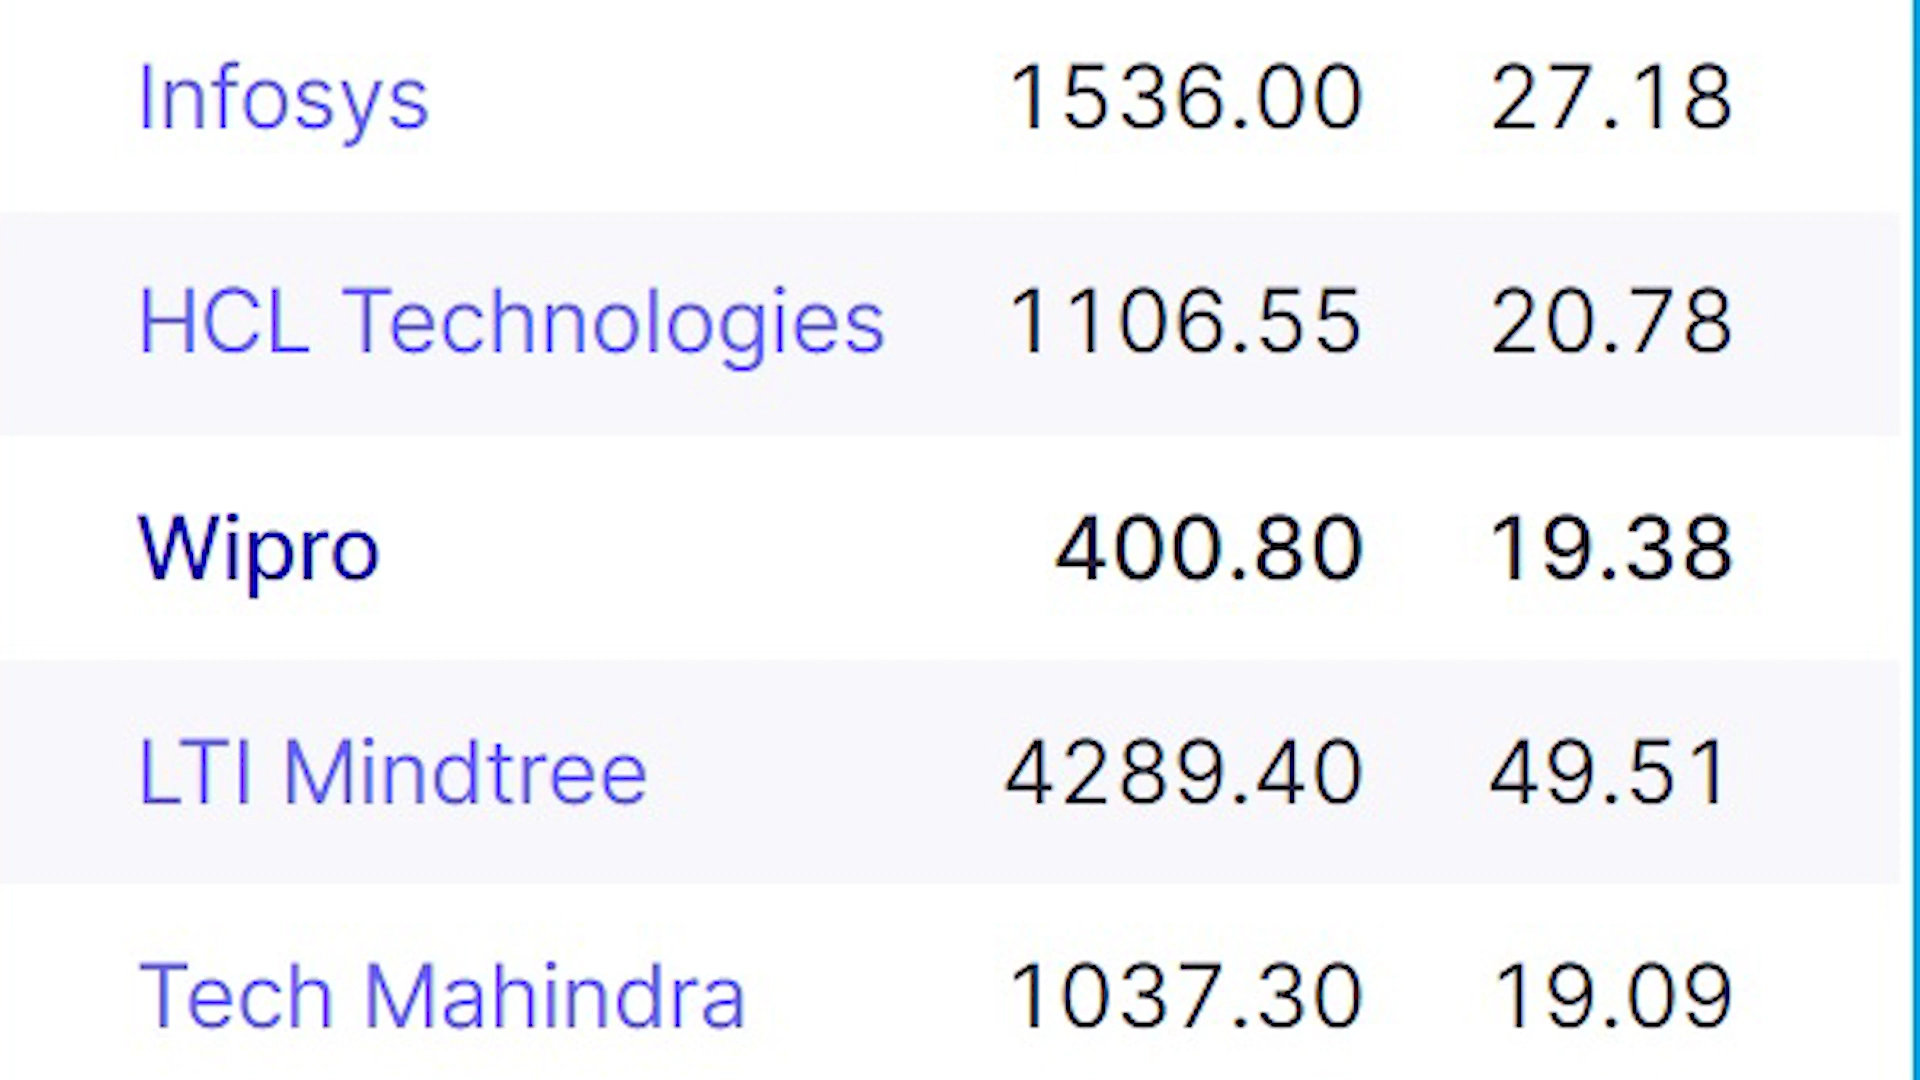 Infosys 1536.00 27.18
HCL Technologies 1106.55 20.78
Wipro 400.80 19.38
LTI Mindtree 4289.40 49.51
Tech Mahindra 1037.30 19.09